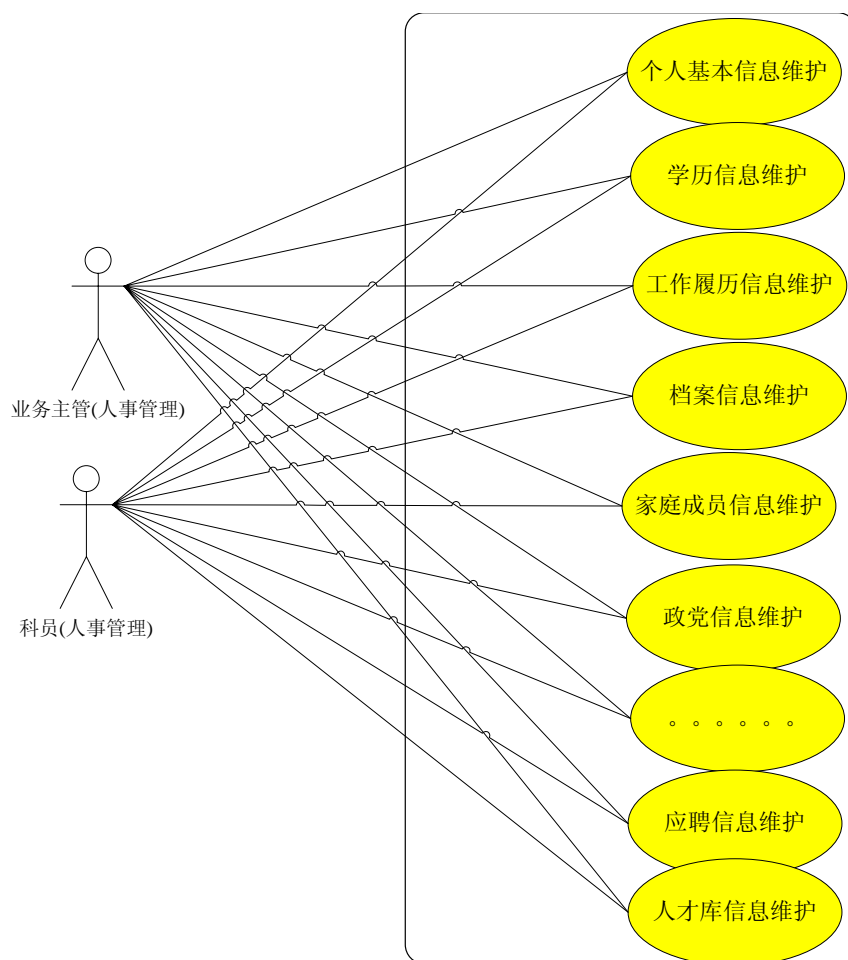 个人基本信息维护
学历信息维护
工作履历信息维护
档案信息维护
业务主管(人事管理)
家庭成员信息维护
科员(人事管理)
政党信息维护
。。。。。。
应聘信息维护
人才库信息维护